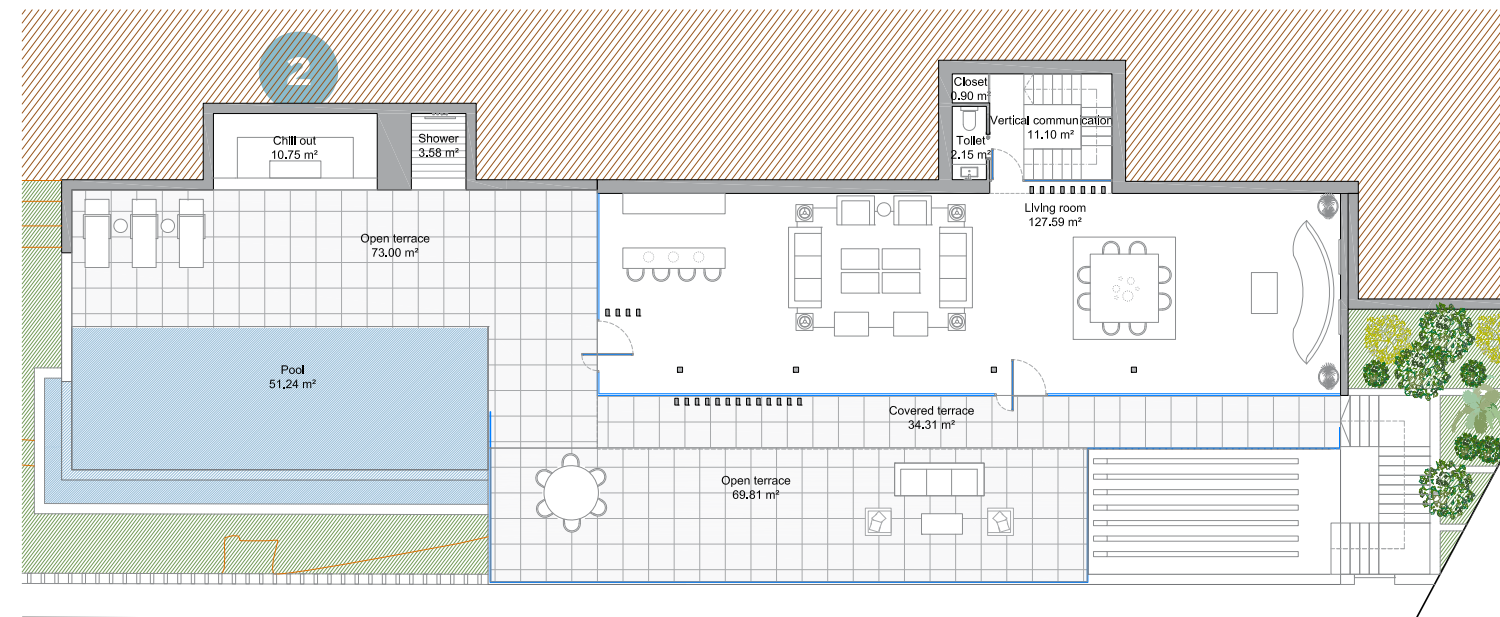 2
Closet
0.90 m²
Vertical communication
11.10 m²
Chill out
10.75 m²
Shower
3.58 m²
Toilet
2.15 m²
Living room
127.59 m²
Open terrace
73.00 m²
Pool
51.24 m²
Covered terrace
34.31 m²
Open terrace
69.81 m²